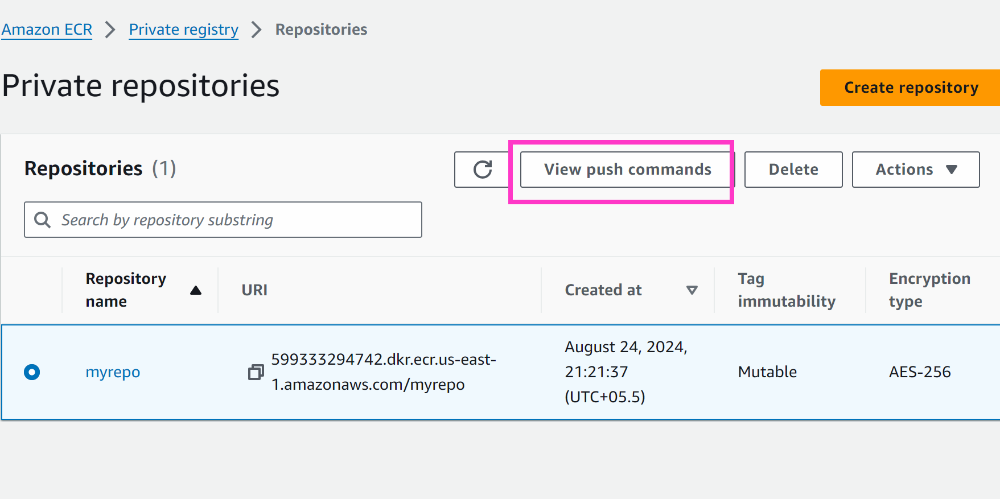 Amazon ECR > Private registry > Repositories
Private repositories
Create repository
Repositories (1)
View push commands
Delete
Actions
Search by repository substring
Repository
name
URI
Created at
Tag
immutability
Encryption
type
myrepo
599333294742.dkr.ecr.us-east-
1.amazonaws.com/myrepo
August 24, 2024,
21:21:37
(UTC+05.5)
Mutable
AES-256